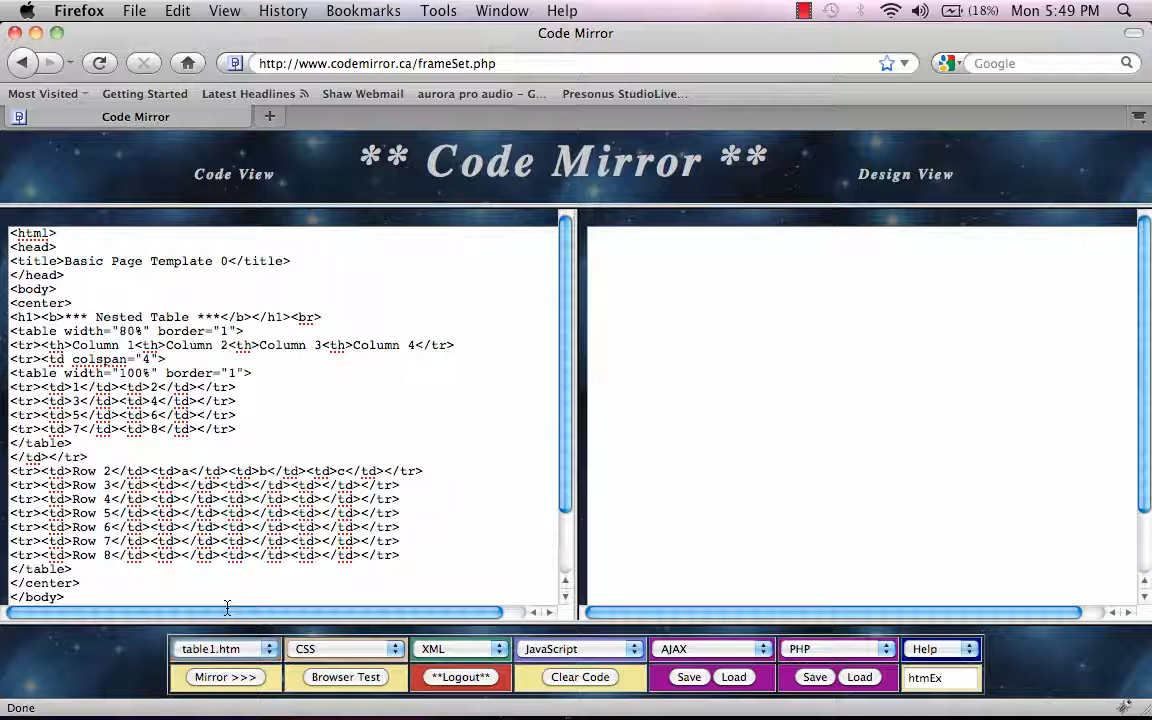 Firefox File Edit View History Bookmarks Tools Window Help (18%) Mon 5:49 PM
Code Mirror
http://www.codemirror.ca/frameSet.php Google
Most Visited Getting Started Latest Headlines Shaw Webmail aurora pro audio - G... Presonus StudioLive...
Code Mirror +
** Code Mirror **
Code View Design View
<html>
<head>
<title>Basic Page Template 0</title>
</head>
<body>
<center>
<h1><b>*** Nested Table ***</b></h1><br>
<table width="80%" border="1">
<tr><th>Column 1<th>Column 2<th>Column 3<th>Column 4</tr>
<tr><td colspan="4">
<table width="100%" border="1">
<tr><td>1</td><td>2</td></tr>
<tr><td>3</td><td>4</td></tr>
<tr><td>5</td><td>6</td></tr>
<tr><td>7</td><td>8</td></tr>
</table>
</td></tr>
<tr><td>Row 2</td><td>a</td><td>b</td><td>c</td></tr>
<tr><td>Row 3</td><td></td><td></td><td></td></tr>
<tr><td>Row 4</td><td></td><td></td><td></td></tr>
<tr><td>Row 5</td><td></td><td></td><td></td></tr>
<tr><td>Row 6</td><td></td><td></td><td></td></tr>
<tr><td>Row 7</td><td></td><td></td><td></td></tr>
<tr><td>Row 8</td><td></td><td></td><td></td></tr>
</table>
</center>
</body>
table1.htm CSS XML JavaScript AJAX PHP Help
Mirror >>> Browser Test **Logout** Clear Code Save Load Save Load htmEx
Done